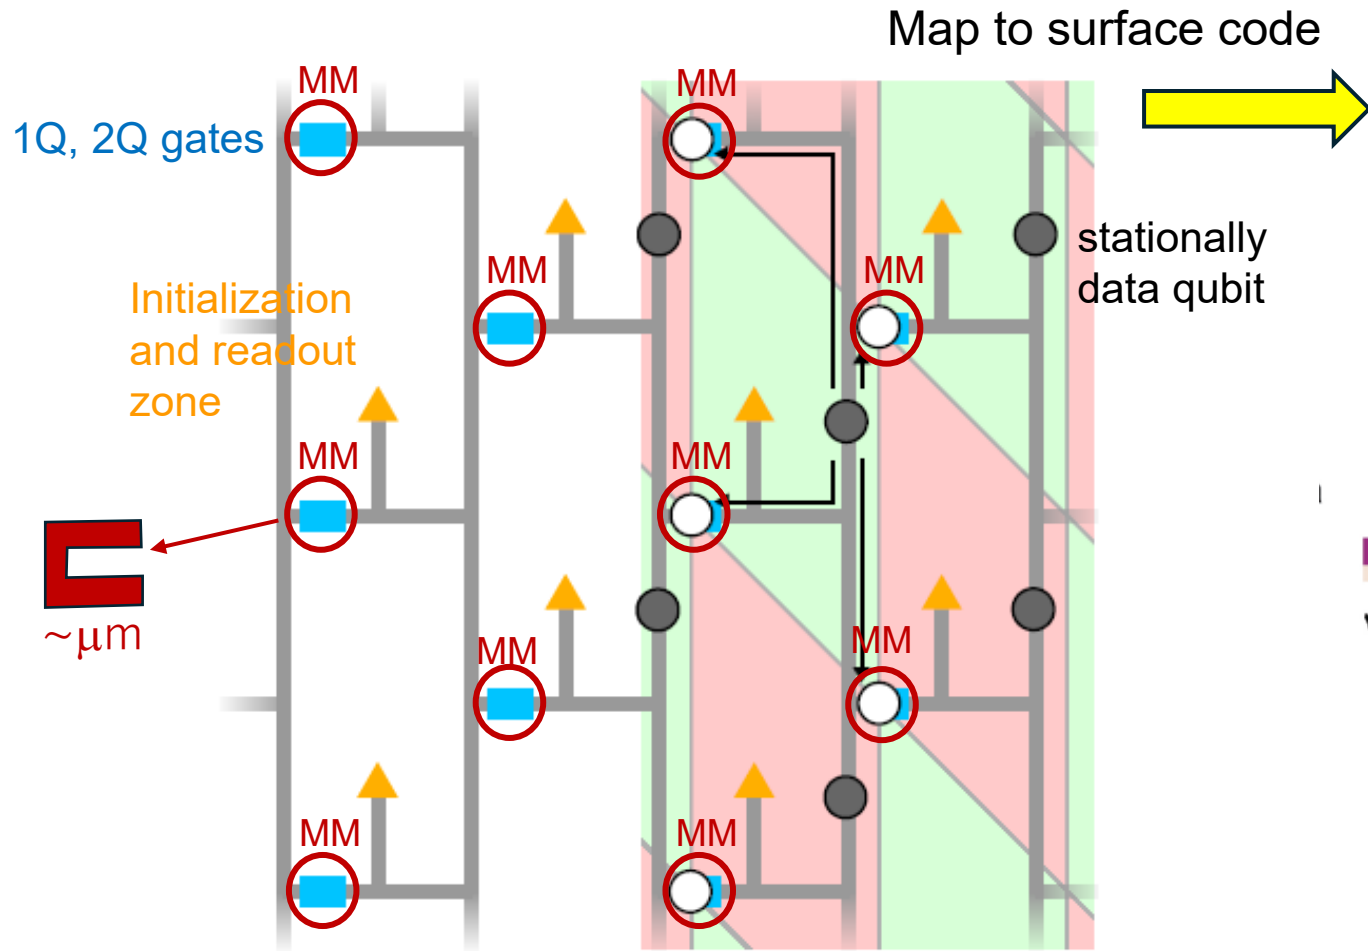 Map to surface code
MM
MM
1Q, 2Q gates
MM
MM
stationally
data qubit
Initialization
and readout
zone
MM
MM
~μm
MM
MM
MM
MM